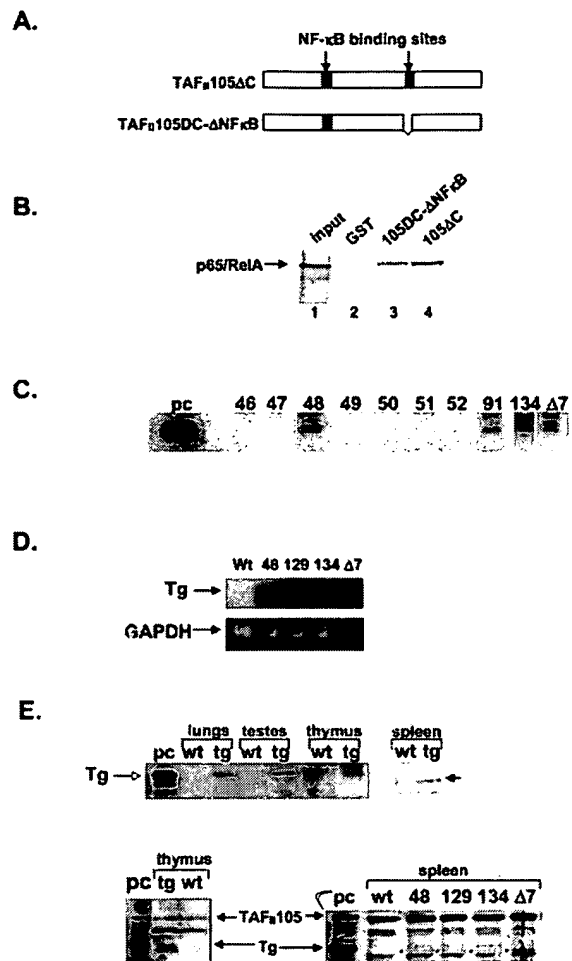 A.
NF-κB binding sites
TAFII105ΔC
TAFII105DC-ΔNFκB
B.
input GST 105DC-ΔNFκB 105ΔC
p65/RelA
1 2 3 4
C.
pc 46 47 48 49 50 51 52 91 134 Δ7
D.
Wt 48 129 134 Δ7
Tg
GAPDH
E.
lungs testes thymus spleen
pc wt tg wt tg wt tg wt tg
Tg
thymus spleen
pc tg wt pc wt 48 129 134 Δ7
TAFII105
Tg